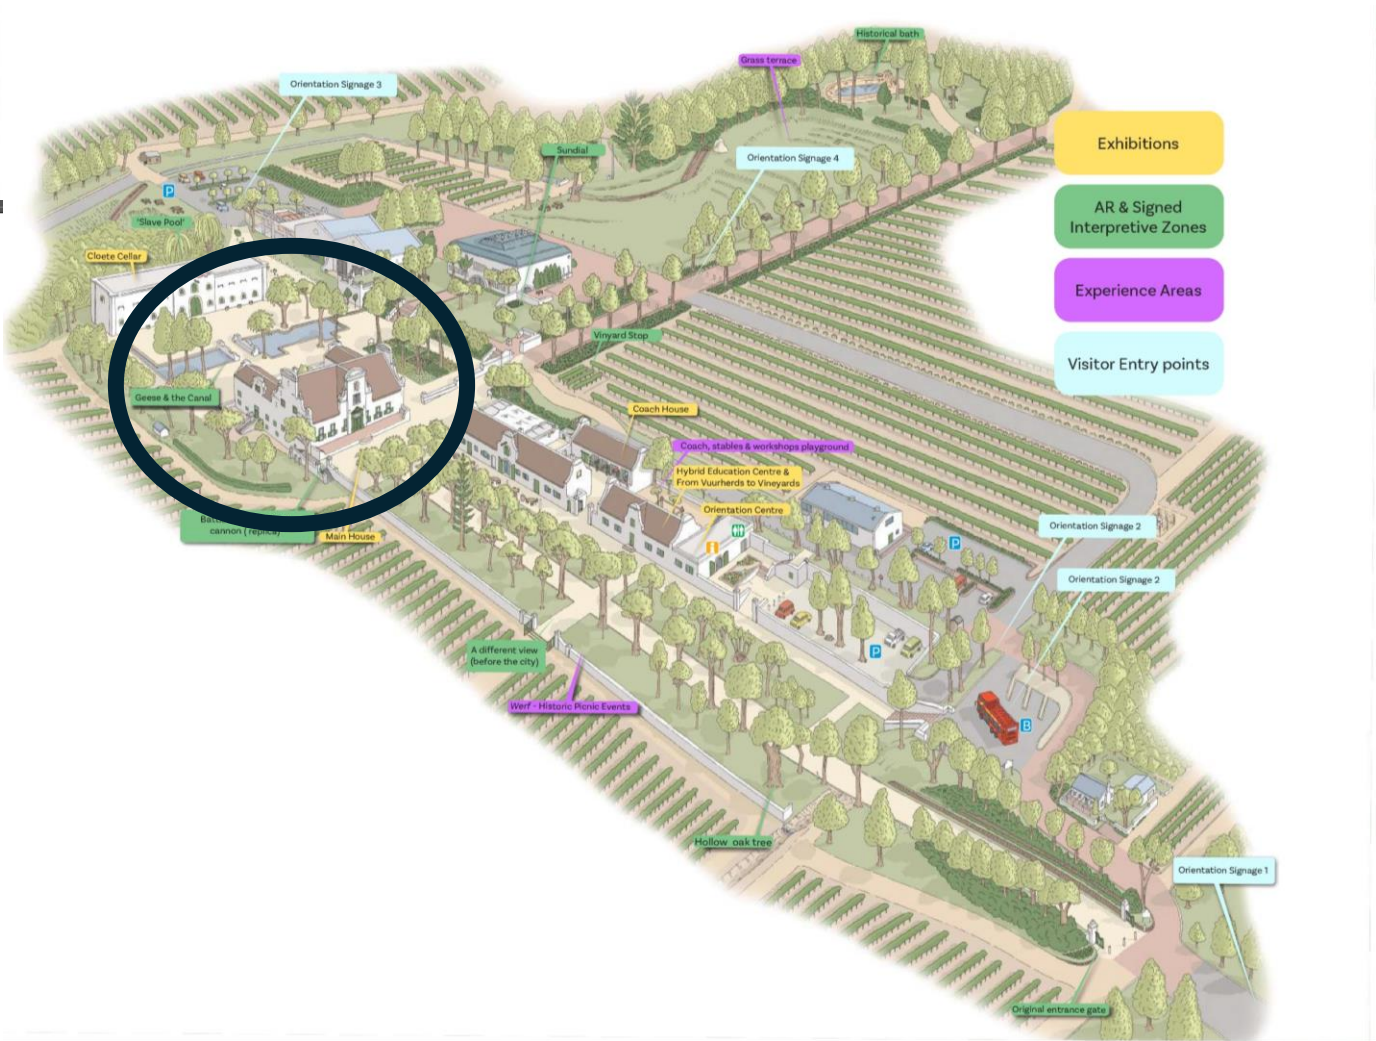 Historical bath
Grass terrace
Orientation Signage 3
Exhibitions
Sundial
Orientation Signage 4
P
AR & Signed
Interpretive Zones
'Slave Pool'
Cloete Cellar
Experience Areas
Vinyard Stop
Visitor Entry points
Geese & the Canal
Coach House
Coach, stables & workshops playground
Hybrid Education Centre &
From Vuurherds to Vineyards
Orientation Centre
cannon (replica)
Main House
Orientation Signage 2
P
Orientation Signage 2
A different view
(before the city)
P
Werf - Historic Picnic Events
B
Hollow oak tree
Orientation Signage 1
Original entrance gate